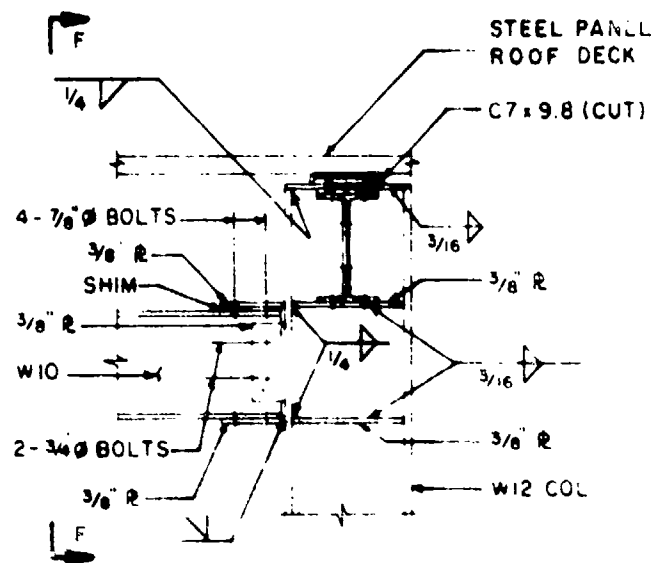 F
STEEL PANEL
ROOF DECK
1/4
C7 x 9.8 (CUT)
4 - 7/8" Ø BOLTS
3/16
3/8" ℄
SHIM
3/8" ℄
3/8" ℄
1/4
W10
3/16
2 - 3/4" Ø BOLTS
3/8" ℄
3/8" ℄
W12 COL
F